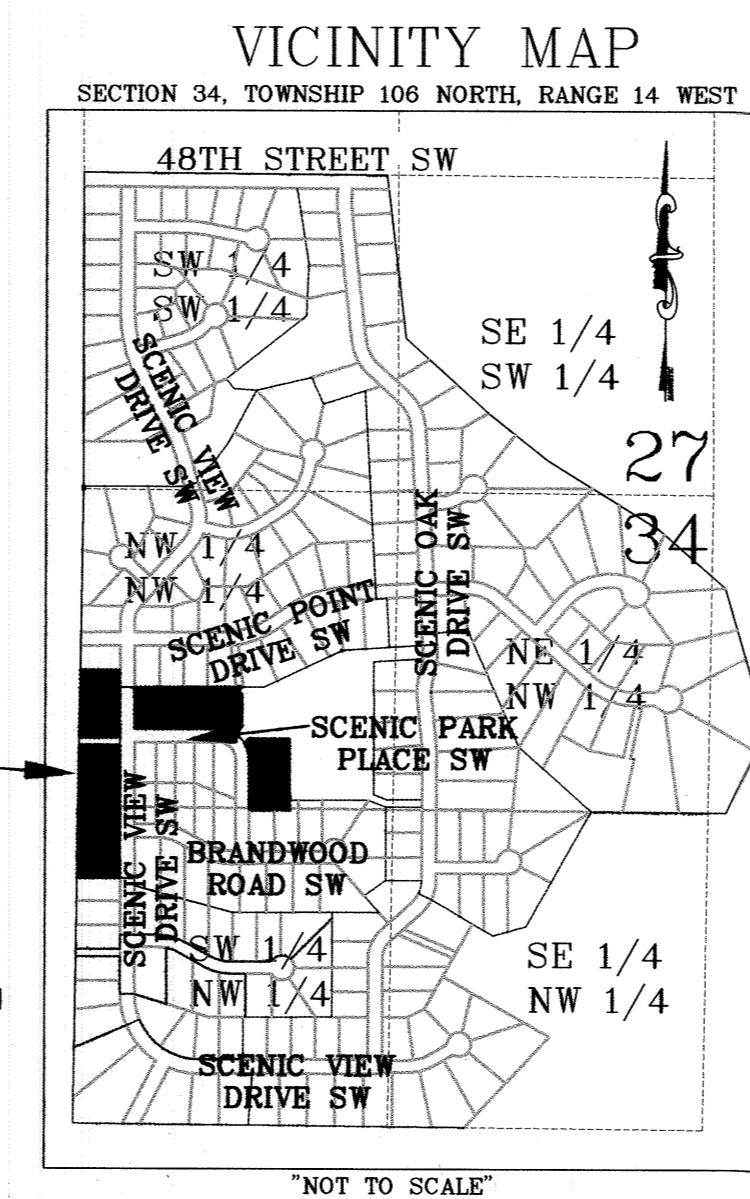 VICINITY MAP
SECTION 34, TOWNSHIP 106 NORTH, RANGE 14 WEST
48TH STREET SW
SW 1/4
SW 1/4
SE 1/4
SW 1/4
SCENIC VIEW
DRIVE SW
27
34
NW 1/4
NW 1/4
SCENIC OAK
DRIVE SW
SCENIC POINT
DRIVE SW
NE 1/4
NW 1/4
SCENIC PARK
PLACE SW
SCENIC VIEW
DRIVE SW
BRANDWOOD
ROAD SW
SW 1/4
NW 1/4
SE 1/4
NW 1/4
SCENIC VIEW
DRIVE SW
"NOT TO SCALE"